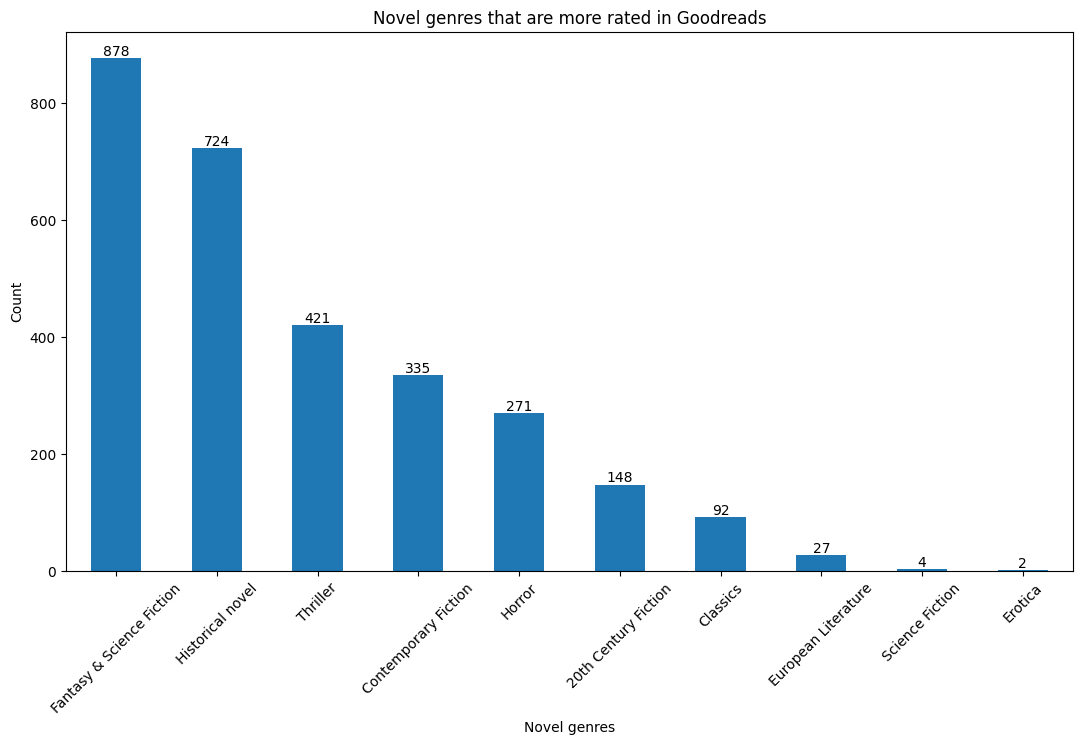 Novel genres that are more rated in Goodreads
878
724
421
335
271
148
92
27
4
2
800
600
400
200
0
Count
Fantasy & Science Fiction
Historical novel
Thriller
Contemporary Fiction
Horror
20th Century Fiction
Classics
European Literature
Science Fiction
Erotica
Novel genres